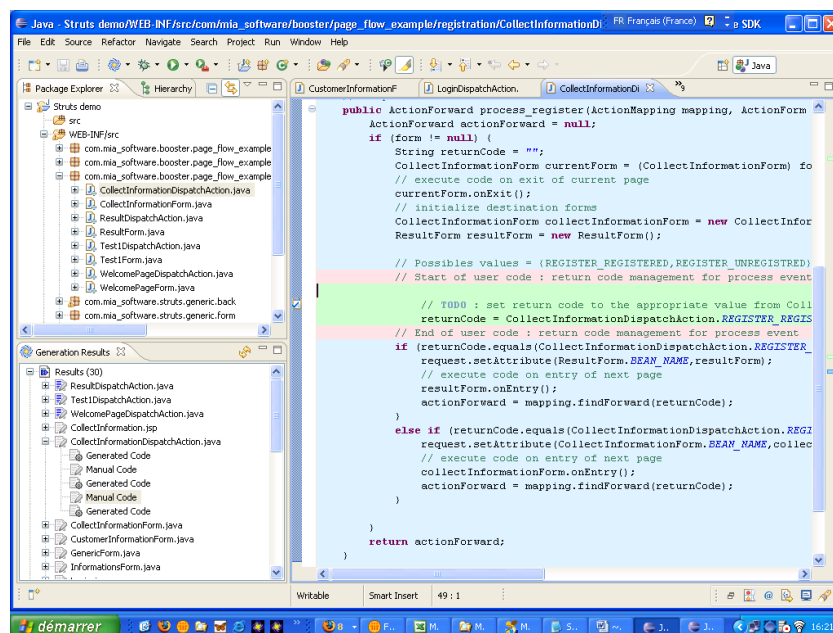 Java - Struts demo/WEB-INF/src/com/mia_software/booster/page_flow_example/registration/CollectInformationDi
FR Français (France)
SDK
File Edit Source Refactor Navigate Search Project Run Window Help
Java
Package Explorer
Hierarchy
Struts demo
src
WEB-INF/src
com.mia_software.booster.page_flow_example
com.mia_software.booster.page_flow_example
com.mia_software.booster.page_flow_example
CollectInformationDispatchAction.java
CollectInformationForm.java
ResultDispatchAction.java
ResultForm.java
Test1DispatchAction.java
Test1Form.java
WelcomePageDispatchAction.java
WelcomePageForm.java
com.mia_software.struts.generic.back
com.mia_software.struts.generic.form
Generation Results
Results (30)
ResultDispatchAction.java
Test1DispatchAction.java
WelcomePageDispatchAction.java
CollectInformation.jsp
CollectInformationDispatchAction.java
Generated Code
Manual Code
Generated Code
Manual Code
Generated Code
CollectInformationForm.java
CustomerInformationForm.java
GenericForm.java
InformationsForm.java
CustomerInformationF
LoginDispatchAction.
CollectInformationDi
»9
public ActionForward process_register(ActionMapping mapping, ActionForm
ActionForward actionForward = null;
if (form != null) {
String returnCode = "";
CollectInformationForm currentForm = (CollectInformationForm) fo
// execute code on exit of current page
currentForm.onExit();
// initialize destination forms
CollectInformationForm collectInformationForm = new CollectInfor
ResultForm resultForm = new ResultForm();
// Possibles values = {REGISTER_REGISTERED,REGISTER_UNREGISTRED}
// Start of user code : return code management for process event
// TODO : set return code to the appropriate value from Coll
returnCode = CollectInformationDispatchAction.REGISTER_REGIS
// End of user code : return code management for process event
if (returnCode.equals(CollectInformationDispatchAction.REGISTER_
request.setAttribute(ResultForm.BEAN_NAME,resultForm);
// execute code on entry of next page
resultForm.onEntry();
actionForward = mapping.findForward(returnCode);
}
else if (returnCode.equals(CollectInformationDispatchAction.REGI
request.setAttribute(CollectInformationForm.BEAN_NAME,collec
// execute code on entry of next page
collectInformationForm.onEntry();
actionForward = mapping.findForward(returnCode);
}
}
return actionForward;
}
Writable
Smart Insert
49 : 1
démarrer
8
F..
M.
M.
M.
S..
J..
J..
16:21